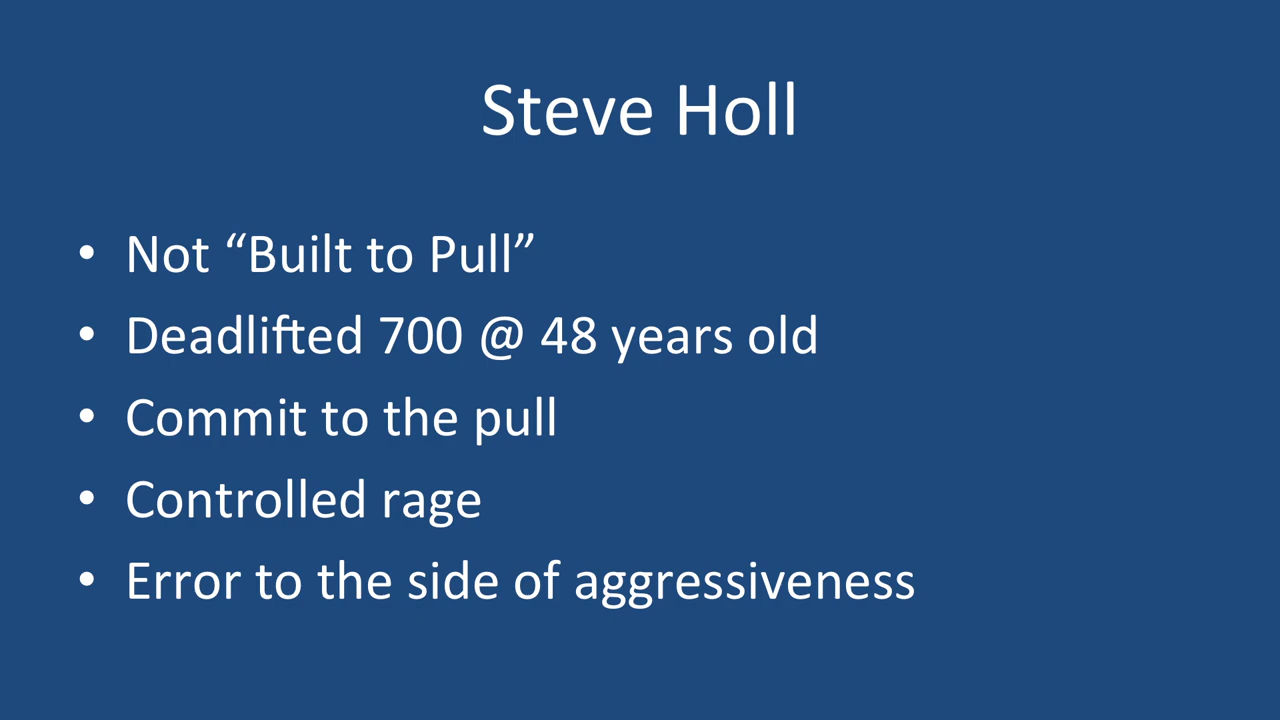 Steve Holl
• Not “Built to Pull”
• Deadlifted 700 @ 48 years old
• Commit to the pull
• Controlled rage
• Error to the side of aggressiveness